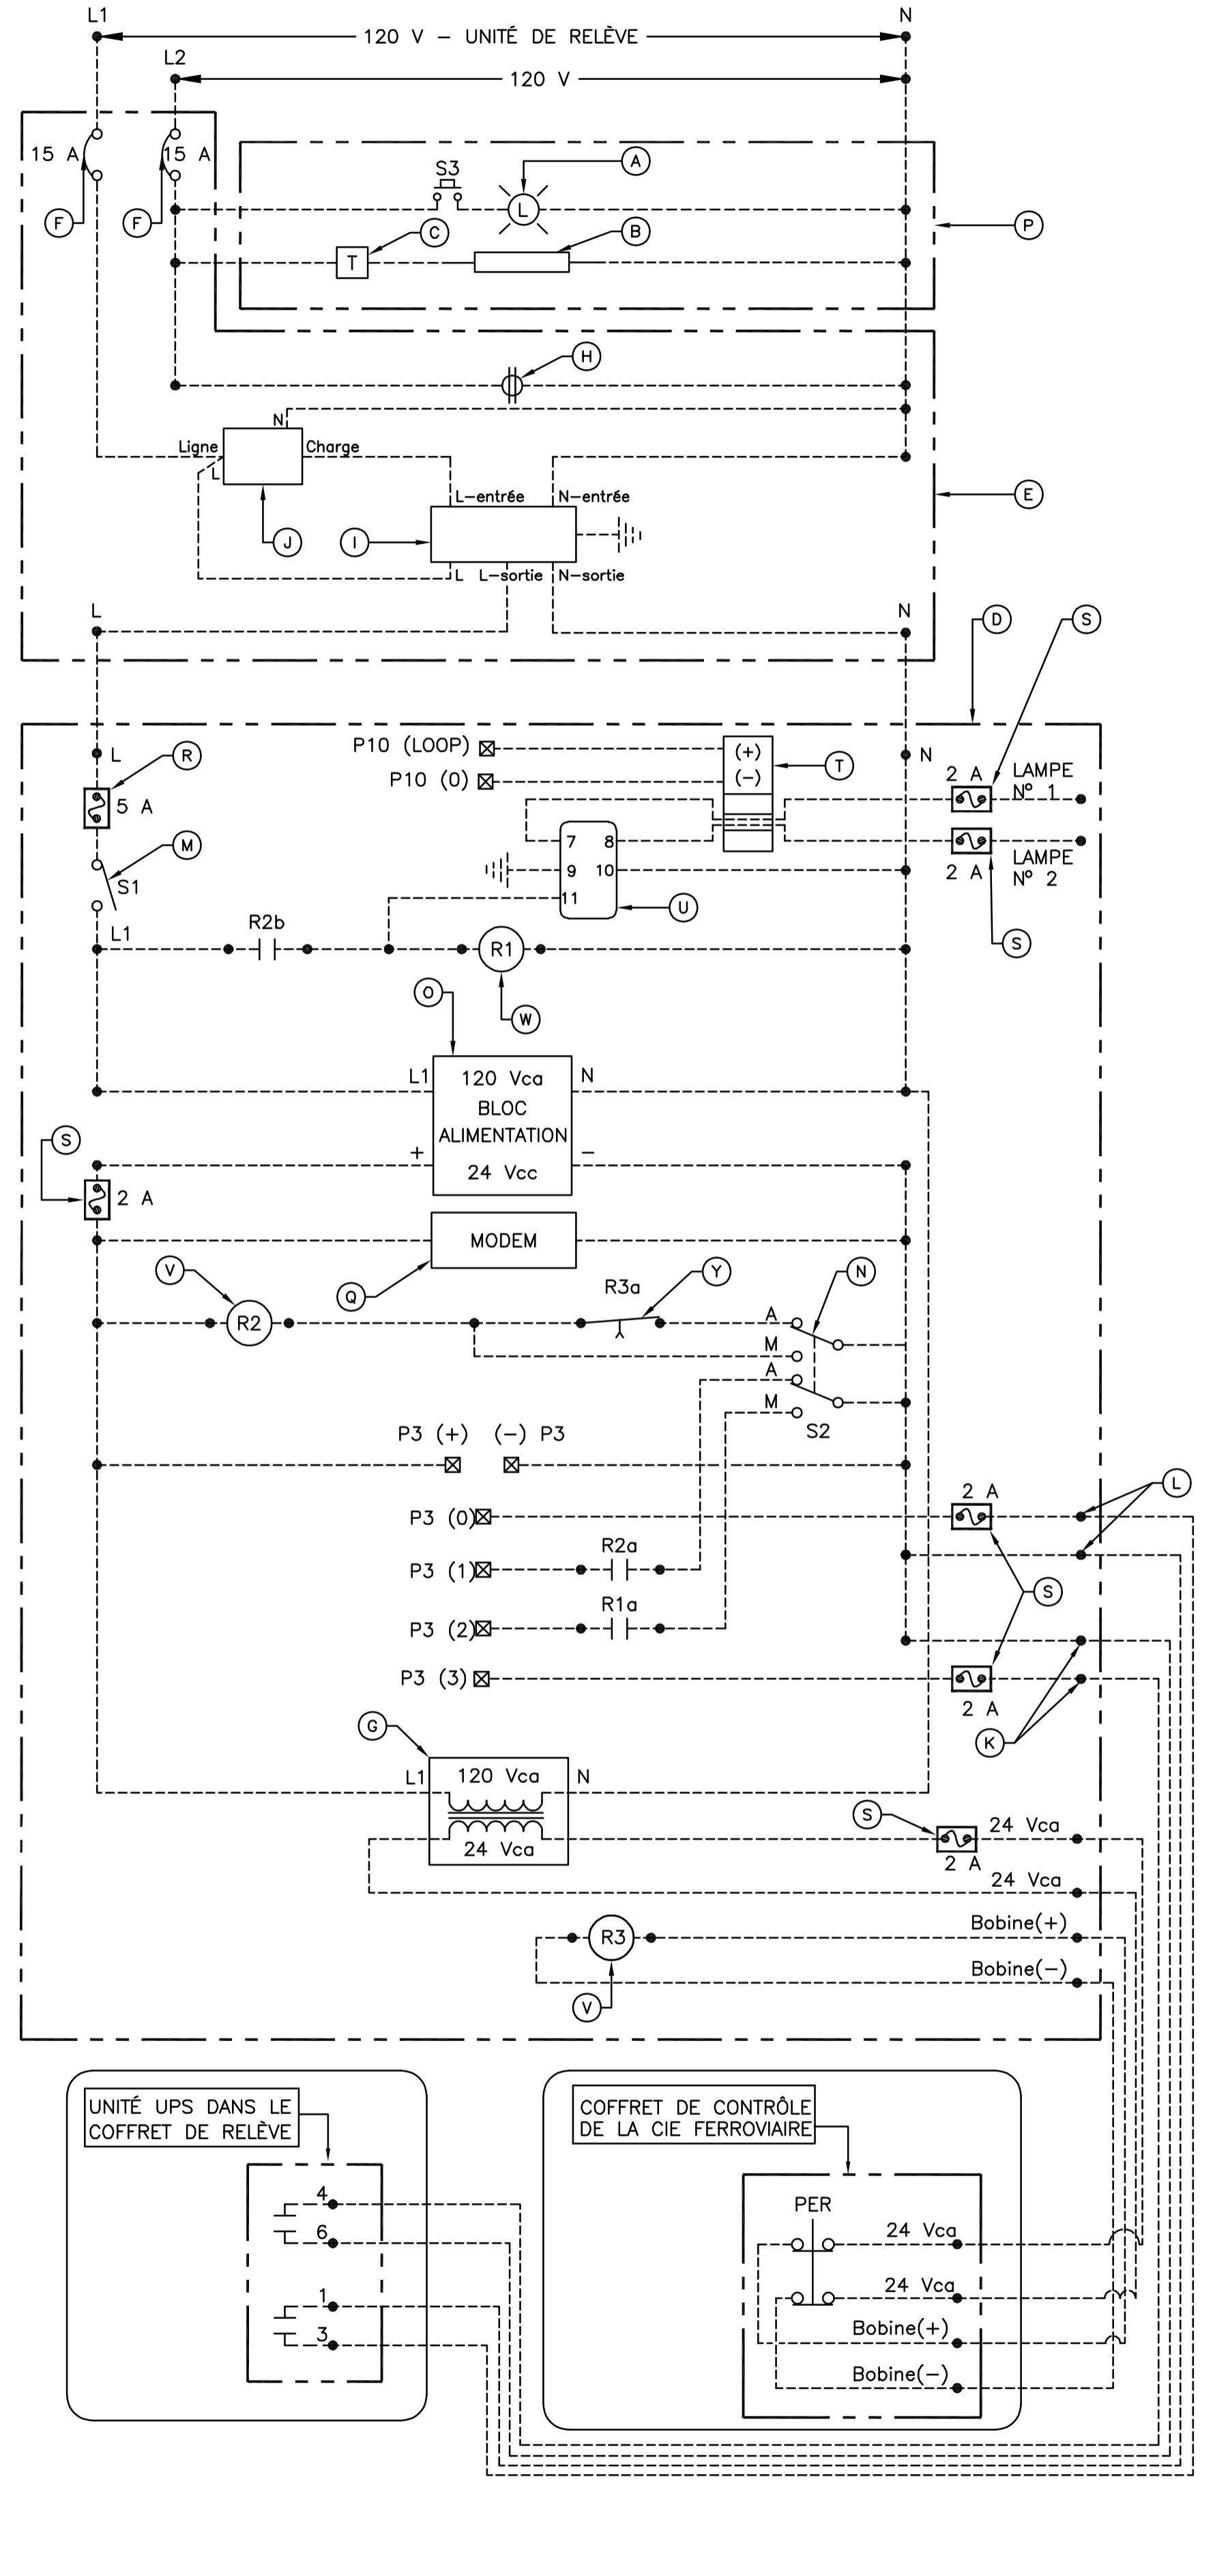 L1
N
120 V – UNITÉ DE RELÈVE
L2
120 V
15 A
15 A
S3
A
L
F
F
C
B
P
T
H
N
Ligne
Charge
L
L–entrée
N–entrée
E
J
I
L
L–sortie
N–sortie
L
N
D
S
P10 (LOOP)
(+)
L
R
N
T
P10 (0)
(–)
2 A
LAMPE
Nº 1
5 A
M
7
8
S1
9
10
2 A
LAMPE
Nº 2
11
U
L1
R2b
R1
S
O
W
L1
120 Vca
N
BLOC
ALIMENTATION
S
+
24 Vcc
–
2 A
MODEM
V
Q
R3a
Y
N
R2
A
M
A
M
S2
P3 (+)
(–) P3
L
2 A
P3 (0)
R2a
P3 (1)
S
R1a
P3 (2)
P3 (3)
2 A
G
K
L1
120 Vca
N
S
24 Vca
24 Vca
2 A
24 Vca
Bobine(+)
R3
Bobine(–)
V
UNITÉ UPS DANS LE
COFFRET DE RELÈVE
COFFRET DE CONTRÔLE
DE LA CIE FERROVIAIRE
4
PER
6
24 Vca
1
24 Vca
3
Bobine(+)
Bobine(–)